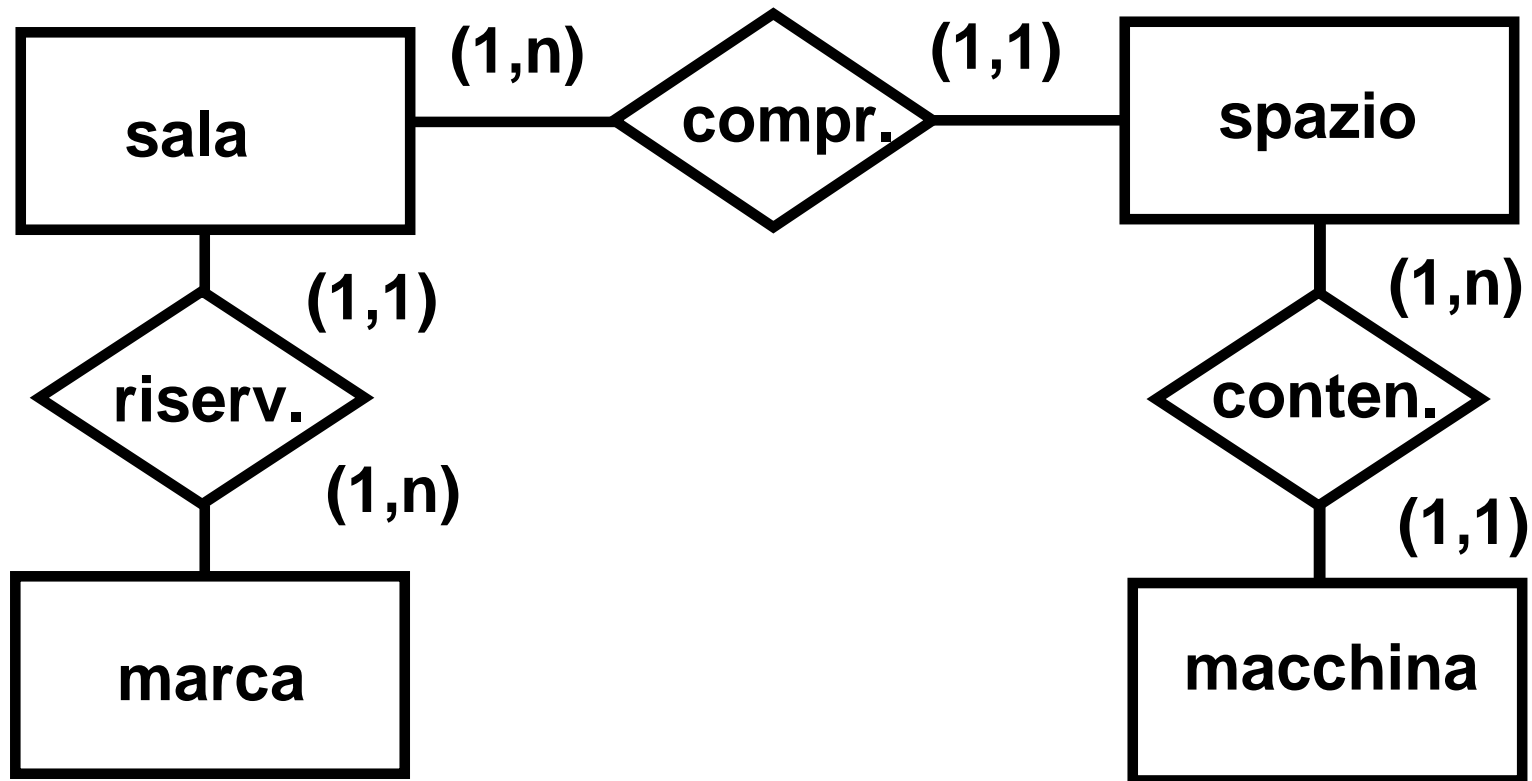 (1,n)
(1,1)
sala
compr.
spazio
(1,1)
(1,n)
riserv.
conten.
(1,n)
(1,1)
marca
macchina